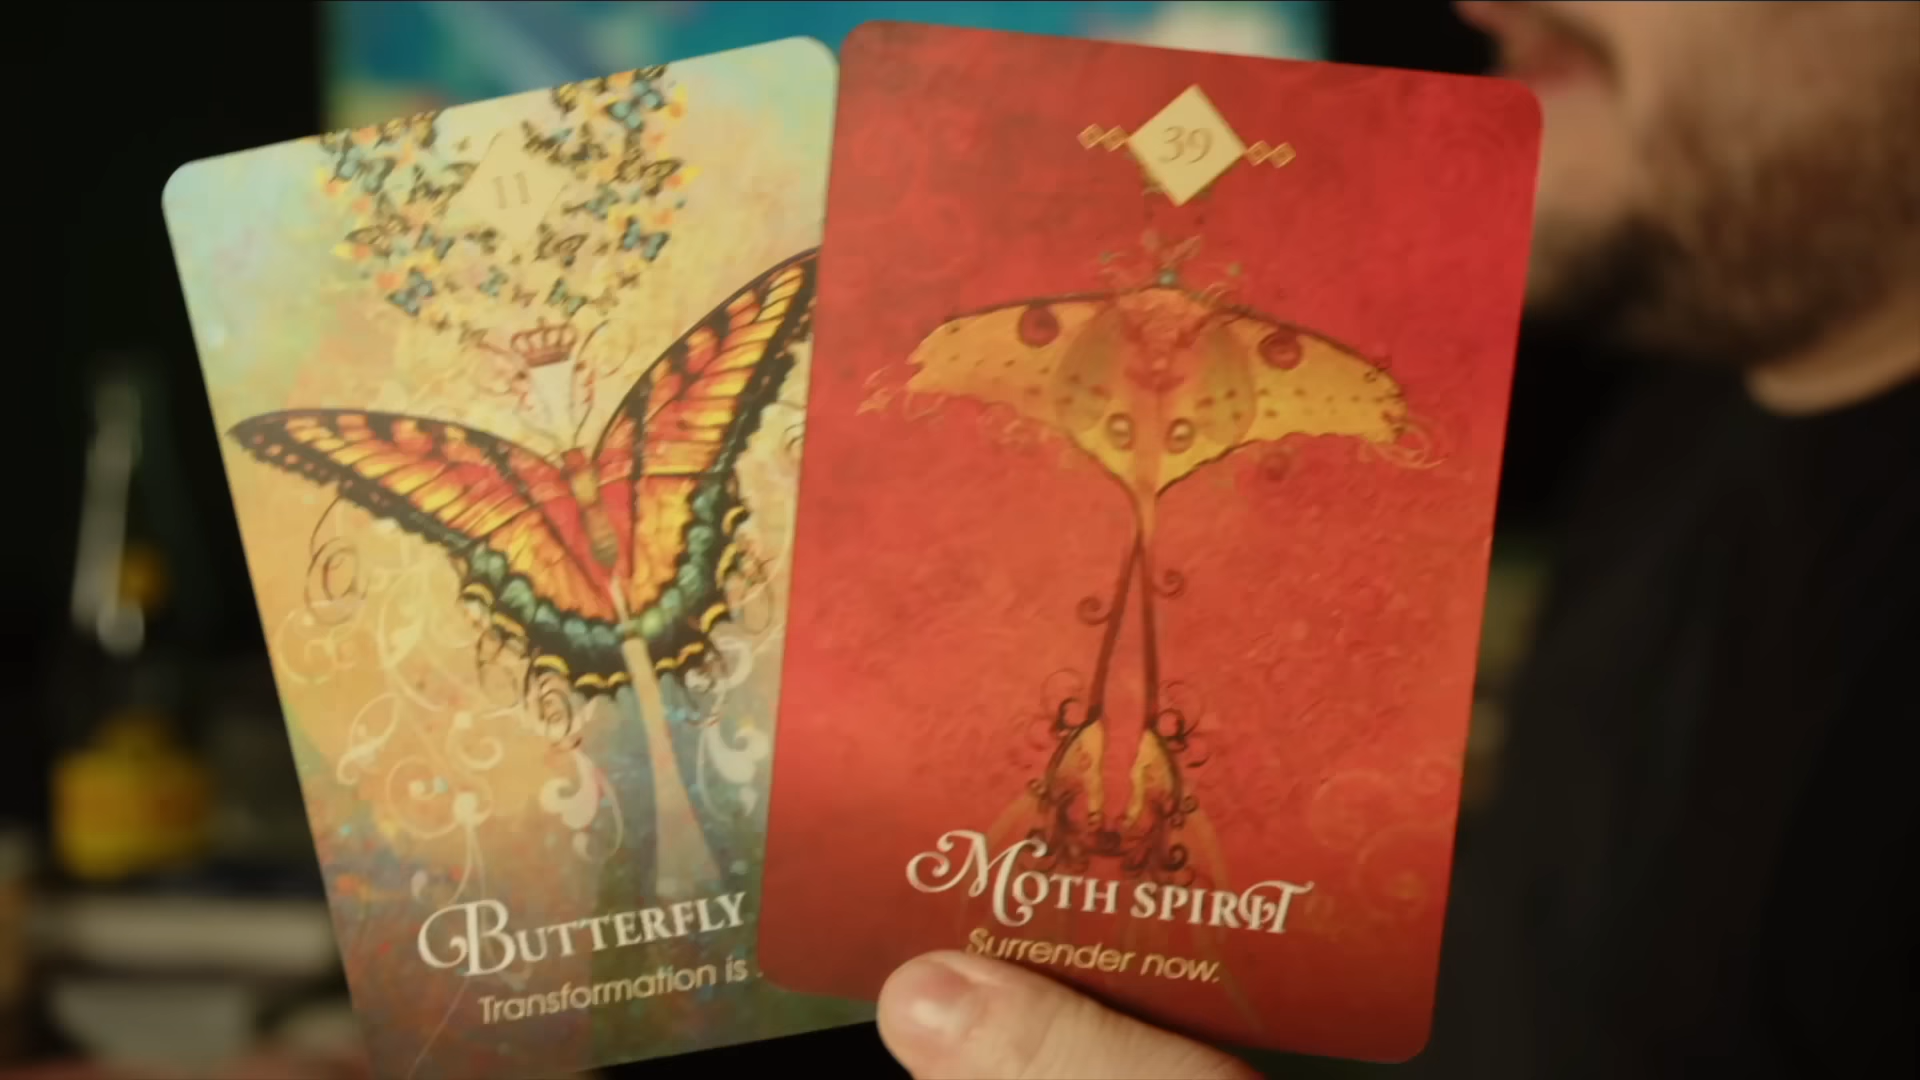 11
BUTTERFLY
Transformation is
39
MOTH SPIRIT
Surrender now.